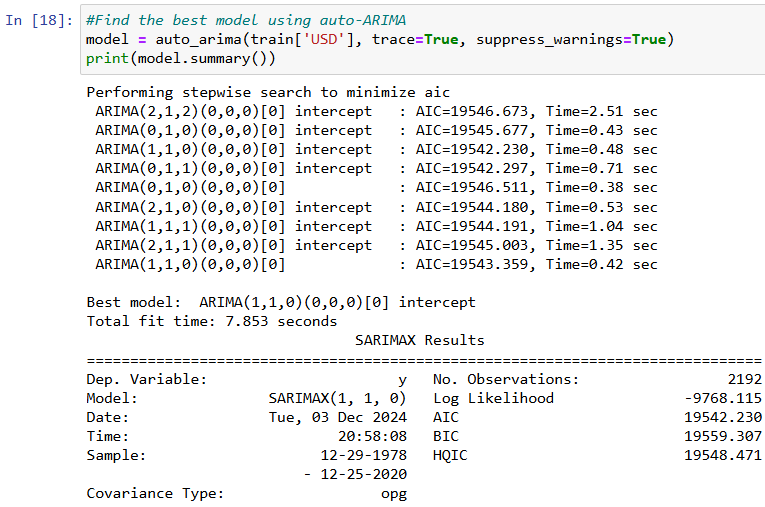 In [18]: #Find the best model using auto-ARIMA
model = auto_arima(train['USD'], trace=True, suppress_warnings=True)
print(model.summary())
Performing stepwise search to minimize aic
 ARIMA(2,1,2)(0,0,0)[0] intercept   : AIC=19546.673, Time=2.51 sec
 ARIMA(0,1,0)(0,0,0)[0] intercept   : AIC=19545.677, Time=0.43 sec
 ARIMA(1,1,0)(0,0,0)[0] intercept   : AIC=19542.230, Time=0.48 sec
 ARIMA(0,1,1)(0,0,0)[0] intercept   : AIC=19542.297, Time=0.71 sec
 ARIMA(0,1,0)(0,0,0)[0]             : AIC=19546.511, Time=0.38 sec
 ARIMA(2,1,0)(0,0,0)[0] intercept   : AIC=19544.180, Time=0.53 sec
 ARIMA(1,1,1)(0,0,0)[0] intercept   : AIC=19544.191, Time=1.04 sec
 ARIMA(2,1,1)(0,0,0)[0] intercept   : AIC=19545.003, Time=1.35 sec
 ARIMA(1,1,0)(0,0,0)[0]             : AIC=19543.359, Time=0.42 sec
Best model:  ARIMA(1,1,0)(0,0,0)[0] intercept
Total fit time: 7.853 seconds
                               SARIMAX Results
==============================================================================
Dep. Variable:                      y   No. Observations:                 2192
Model:               SARIMAX(1, 1, 0)   Log Likelihood               -9768.115
Date:                Tue, 03 Dec 2024   AIC                          19542.230
Time:                        20:58:08   BIC                          19559.307
Sample:                    12-29-1978   HQIC                         19548.471
                         - 12-25-2020
Covariance Type:                  opg